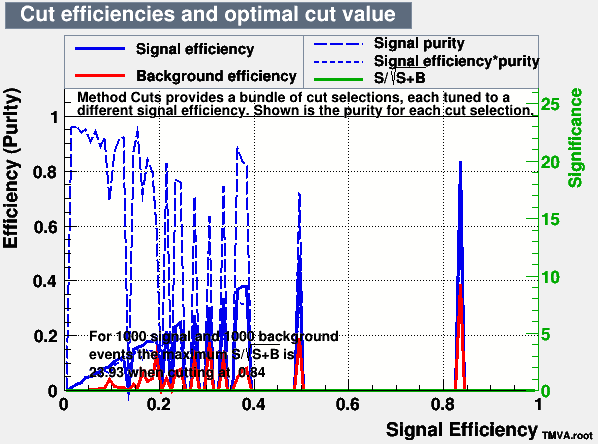 Cut efficiencies and optimal cut value
Signal efficiency
Background efficiency
Signal purity
Signal efficiency*purity
S/√S+B
Method Cuts provides a bundle of cut selections, each tuned to a
different signal efficiency. Shown is the purity for each cut selection.
Efficiency (Purity)
1
0.8
0.6
0.4
0.2
0
25
20
15
10
5
0
Significance
For 1000 signal and 1000 background
events the maximum S/√S+B is
23.93 when cutting at 0.84
0 0.2 0.4 0.6 0.8 1
Signal Efficiency
TMVA.root